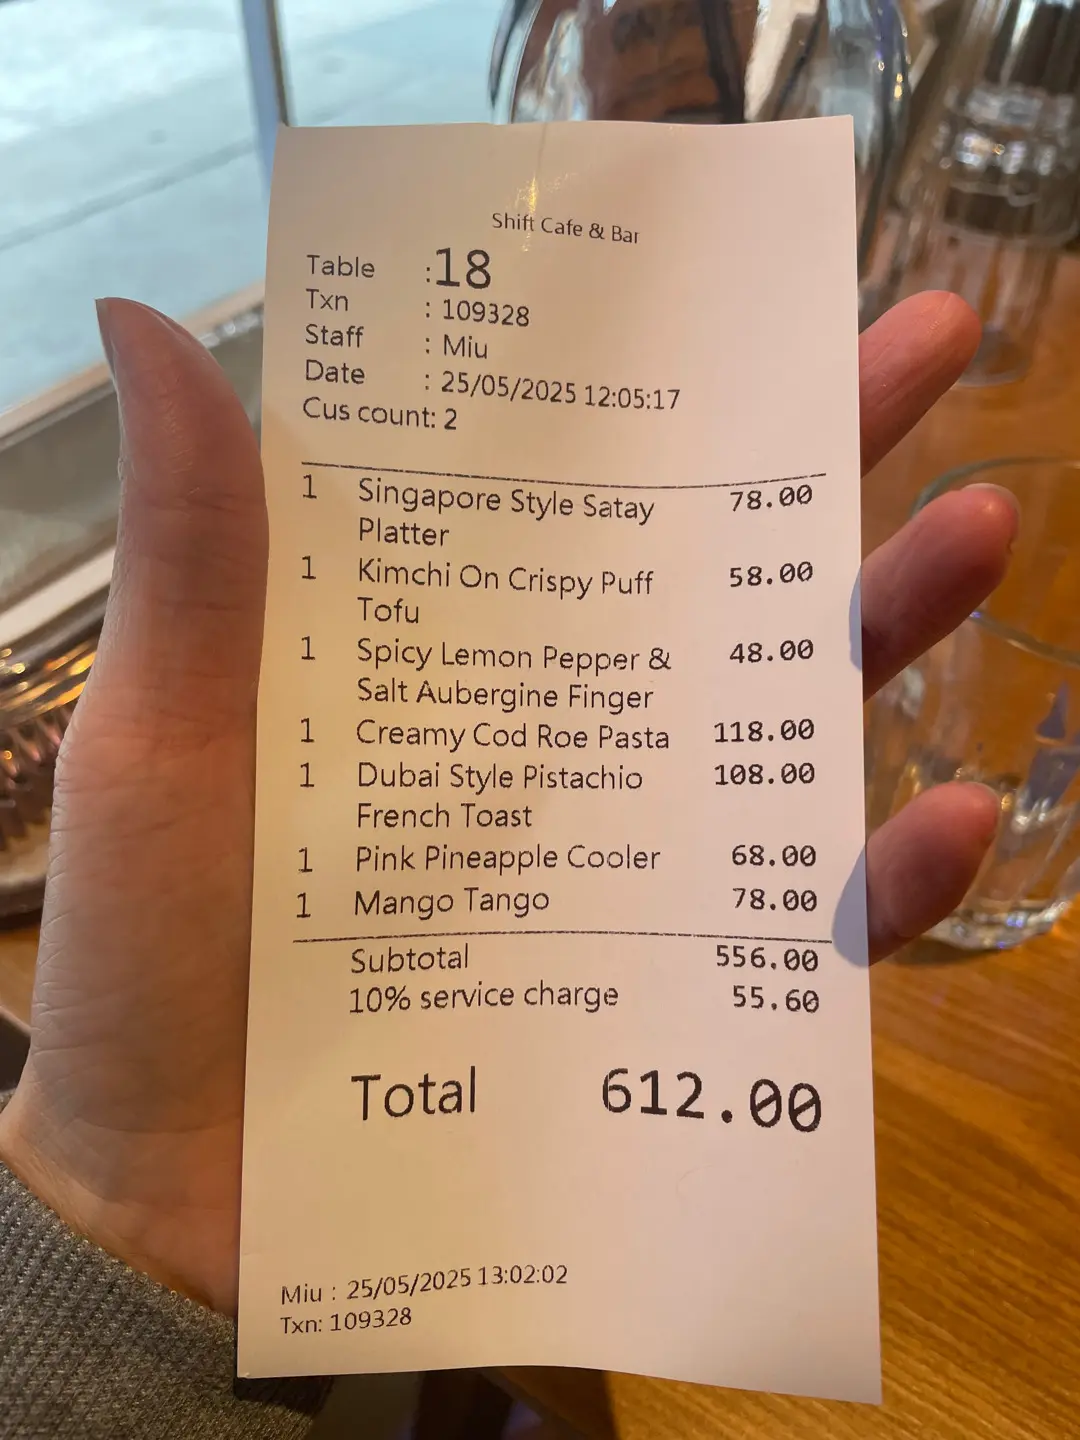 Shift Cafe & Bar
Table :18
Txn : 109328
Staff : Miu
Date : 25/05/2025 12:05:17
Cus count: 2
1 Singapore Style Satay 78.00
Platter
1 Kimchi On Crispy Puff 58.00
Tofu
1 Spicy Lemon Pepper & 48.00
Salt Aubergine Finger
1 Creamy Cod Roe Pasta 118.00
1 Dubai Style Pistachio 108.00
French Toast
1 Pink Pineapple Cooler 68.00
1 Mango Tango 78.00
Subtotal 556.00
10% service charge 55.60
Total 612.00
Miu : 25/05/2025 13:02:02
Txn: 109328